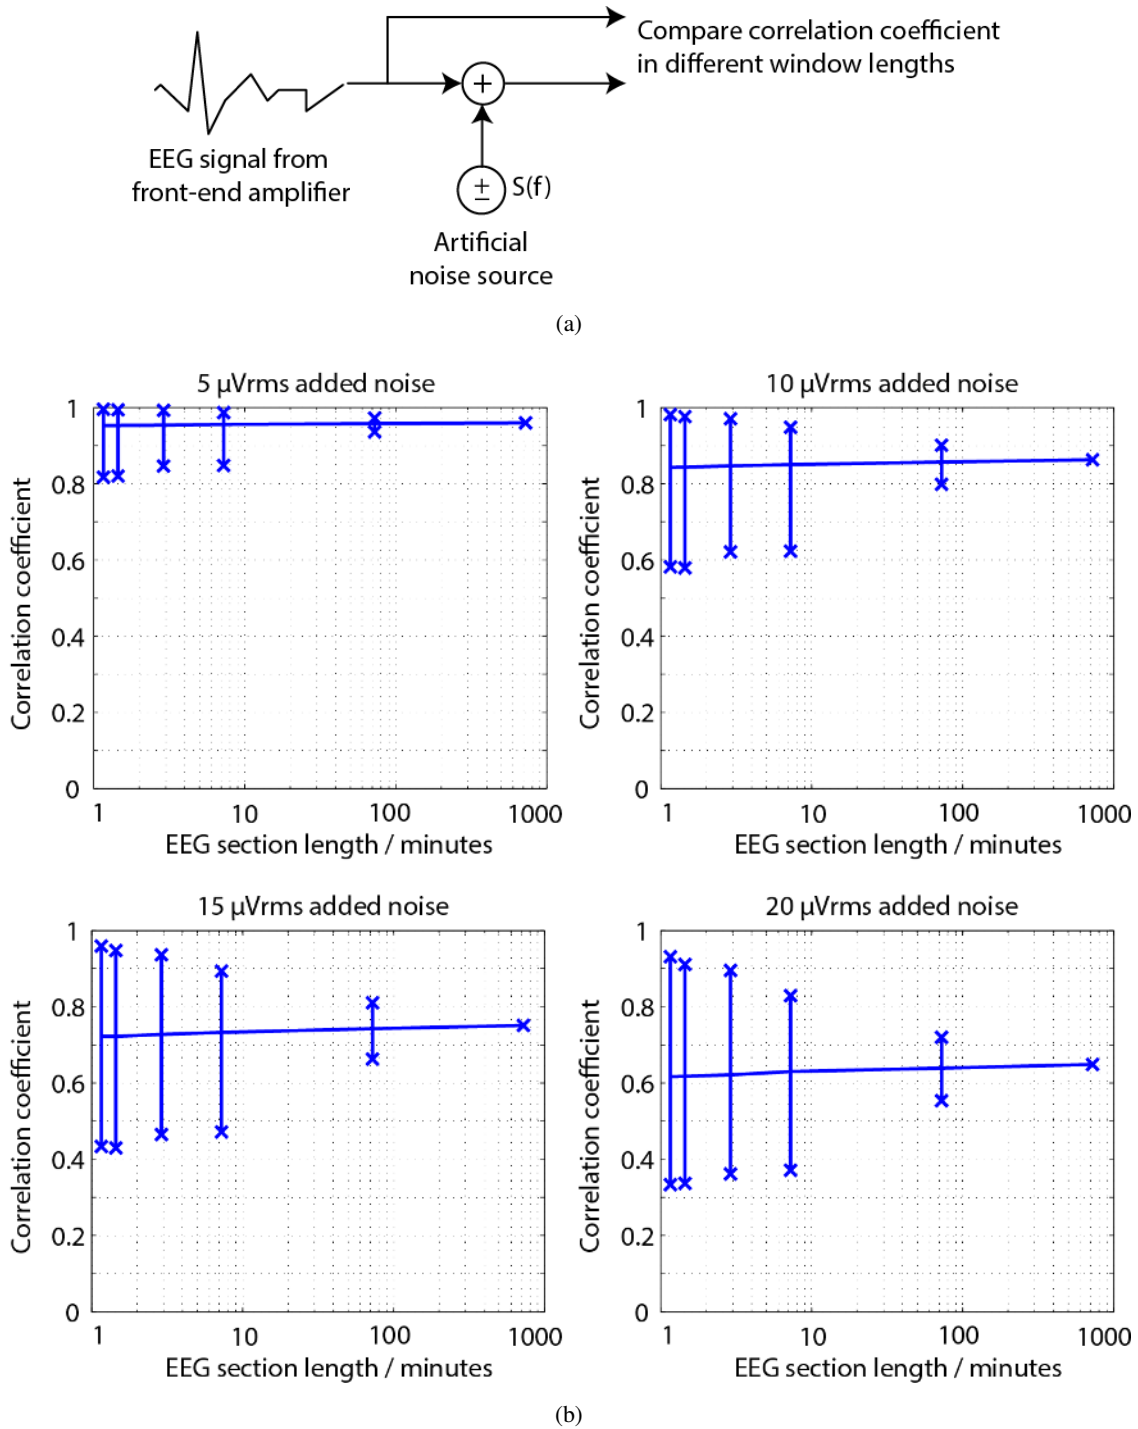 Compare correlation coefficient
in different window lengths
+
EEG signal from
front-end amplifier
± S(f)
Artificial
noise source
(a)
5 µVrms added noise
1
0.8
0.6
0.4
0.2
0
Correlation coefficient
1 10 100 1000
EEG section length / minutes
10 µVrms added noise
1
0.8
0.6
0.4
0.2
0
Correlation coefficient
1 10 100 1000
EEG section length / minutes
15 µVrms added noise
1
0.8
0.6
0.4
0.2
0
Correlation coefficient
1 10 100 1000
EEG section length / minutes
20 µVrms added noise
1
0.8
0.6
0.4
0.2
0
Correlation coefficient
1 10 100 1000
EEG section length / minutes
(b)